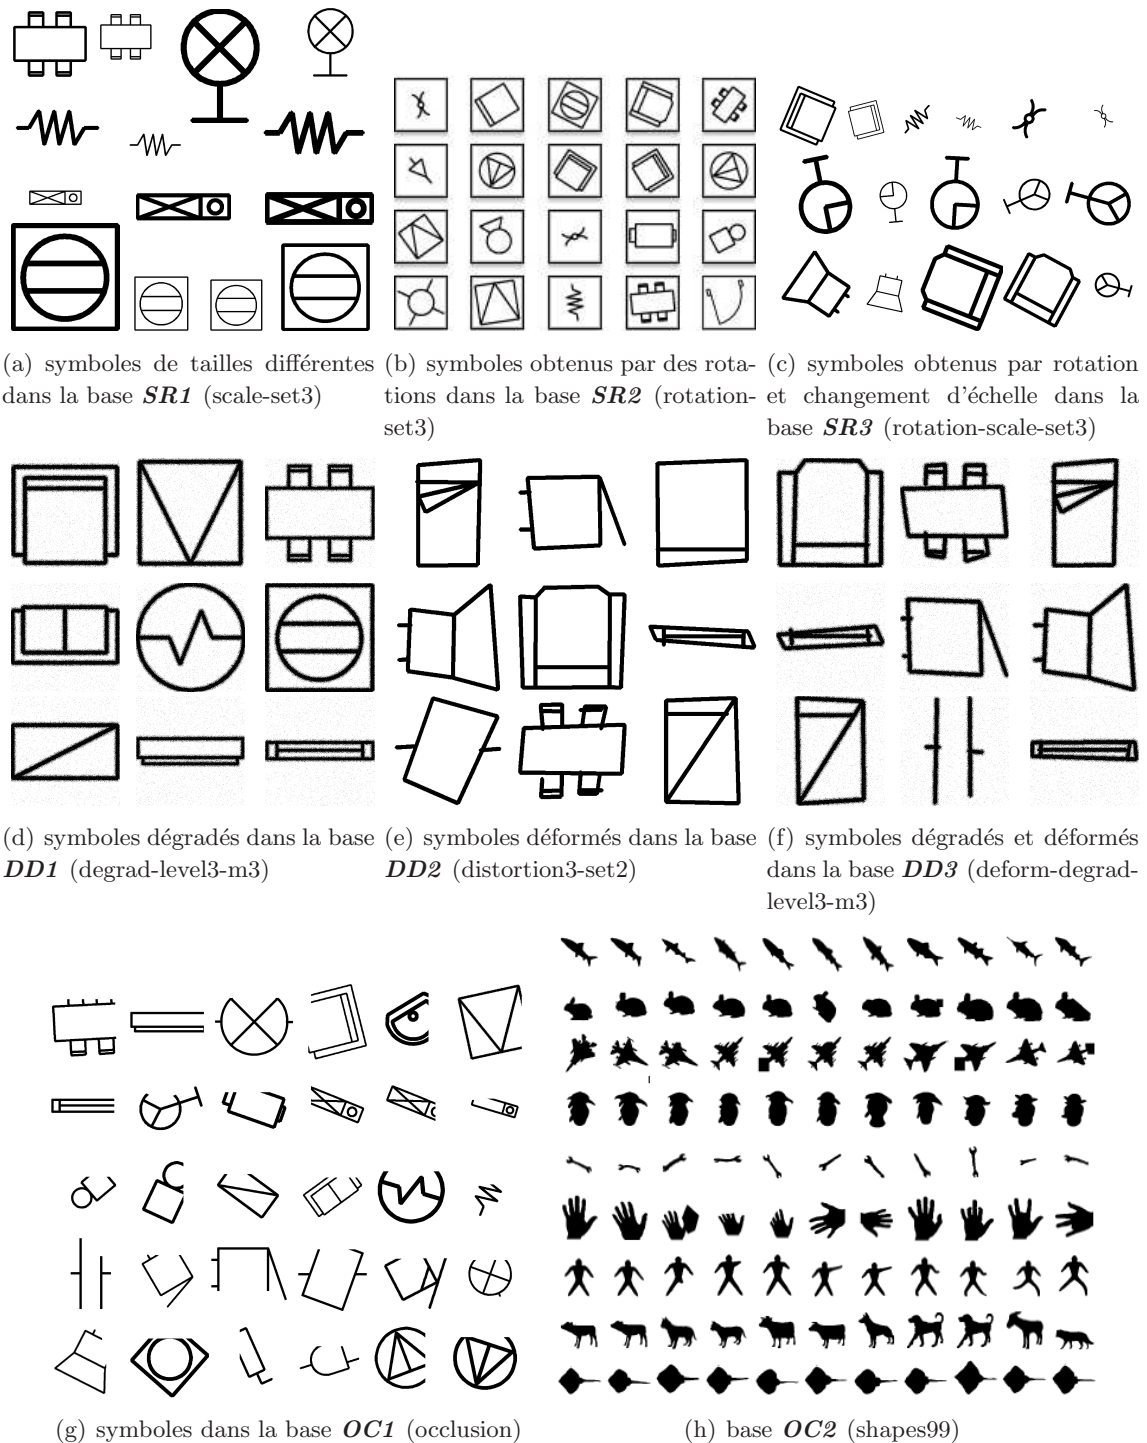 (a) symboles de tailles différentes
dans la base SR1 (scale-set3)
(b) symboles obtenus par des rota-
tions dans la base SR2 (rotation-
set3)
(c) symboles obtenus par rotation
et changement d'échelle dans la
base SR3 (rotation-scale-set3)
(d) symboles dégradés dans la base
DD1 (degrad-level3-m3)
(e) symboles déformés dans la base
DD2 (distortion3-set2)
(f) symboles dégradés et déformés
dans la base DD3 (deform-degrad-
level3-m3)
(g) symboles dans la base OC1 (occlusion)
(h) base OC2 (shapes99)